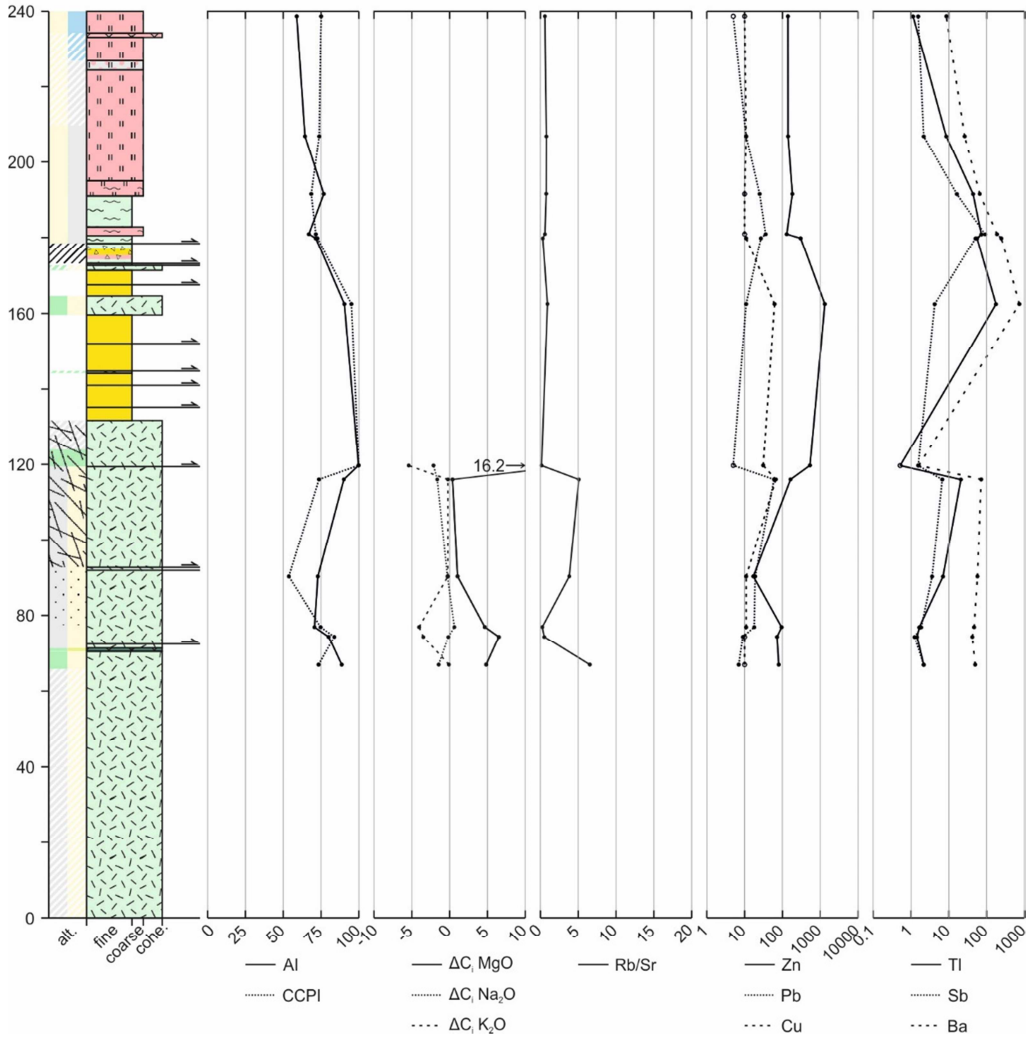 240
200
160
120
80
40
0
16.2
alt.
fine
coarse
cong.
0
25
50
75
100
-10
-5
0
5
10
0
5
10
15
20
1
10
100
1000
10000
0.1
1
10
100
1000
AI
CCPI
ΔCᵢ MgO
ΔCᵢ Na₂O
ΔCᵢ K₂O
Rb/Sr
Zn
Pb
Cu
Tl
Sb
Ba